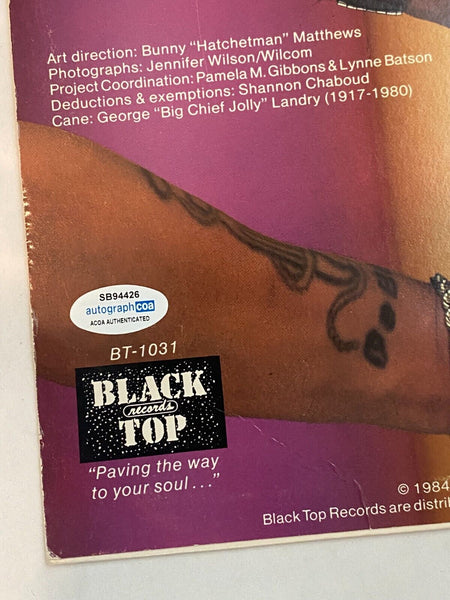 Art direction: Bunny "Hatchetman" Matthews
Photographs: Jennifer Wilson/Wilcom
Project Coordination: Pamela M. Gibbons & Lynne Batson
Deductions & exemptions: Shannon Chaboud
Cane: George "Big Chief Jolly" Landry (1917-1980)
SB94426
autographcoa
ACOA AUTHENTICATED
BT-1031
BLACK
records
TOP
"Paving the way
to your soul..."
© 1984
Black Top Records are distrib